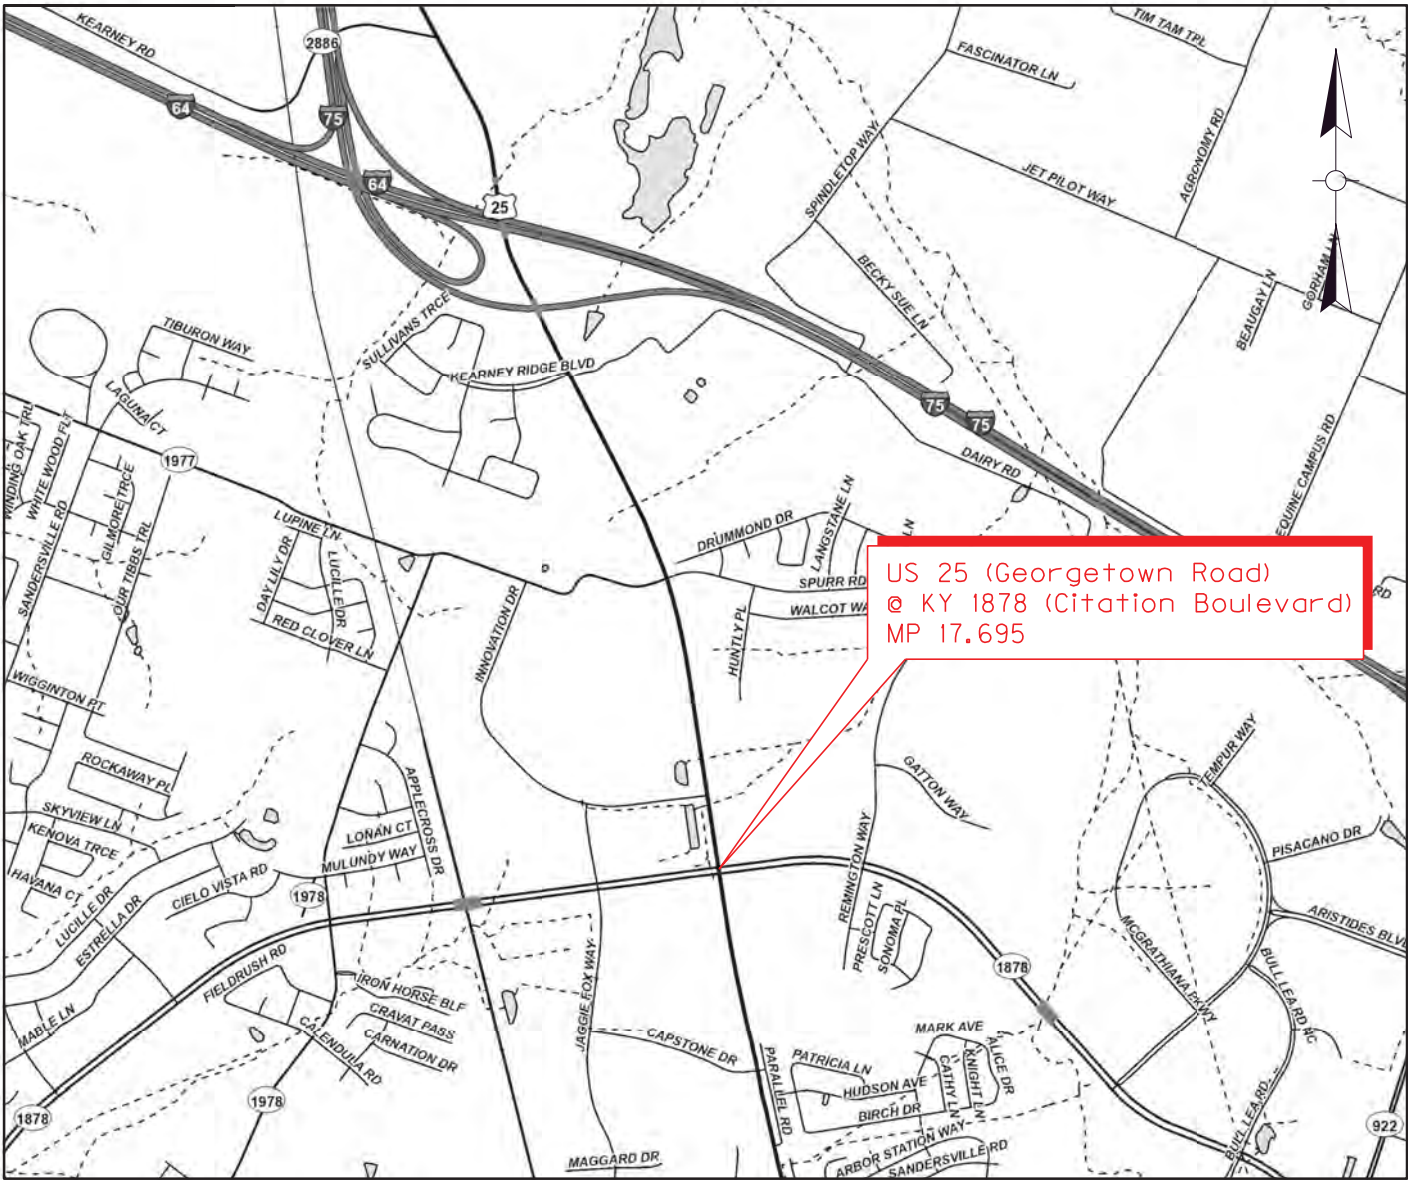 KEARNEY RD
2886
TIM TAM TPL
FASCINATOR LN
64
75
64
25
SPINDLETOP WAY
AGRONOMY RD
JET PILOT WAY
BECKY SUE LN
BEAUGAY LN
GORHAM LN
SULLIVANS TRCE
TIBURON WAY
KEARNEY RIDGE BLVD
LAGUNA CT
WINDING OAK TRL
WHITE WOOD FLT
1977
75
75
DAIRY RD
EQUINE CAMPUS RD
SANDERSVILLE RD
GILMORE TRCE
OUR TIBBS TRL
LUPINE LN
DAY LILY DR
LUCILLE DR
RED CLOVER LN
DRUMMOND DR
LANGSTANE LN
LN
SPURR RD
WALCOT WA
HUNTLY PL
INNOVATION DR
US 25 (Georgetown Road)
@ KY 1878 (Citation Boulevard)
MP 17.695
RD
WIGGINTON PT
ROCKAWAY PL
SKYVIEW LN
KENOVA TRCE
HAVANA CT
LUCILLE DR
ESTRELLA DR
CIELO VISTA RD
APPLECROSS DR
LONAN CT
MULUNDY WAY
1978
GATTON WAY
REMINGTON WAY
PRESCOTT LN
SONOMA PL
TEMPUR WAY
PISACANO DR
ARISTIDES BLVD
MCGRATHIANA PKWY
BULL LEA RD
1878
FIELDRUSH RD
MABLE LN
IRON HORSE BLF
CRAVAT PASS
CARNATION DR
CALENDULA RD
JAGGIE FOX WAY
CAPSTONE DR
PARALLEL RD
PATRICIA LN
HUDSON AVE
BIRCH DR
MARK AVE
CATHY LN
KNIGHT LN
ALICE DR
1878
1978
MAGGARD DR
ARBOR STATION WAY
SANDERSVILLE RD
BULL LEA RD
922